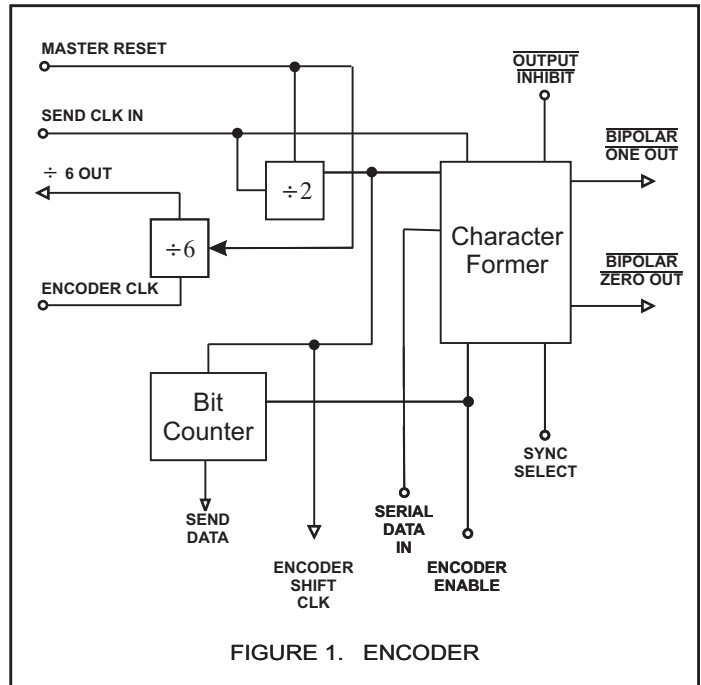 MASTER RESET
SEND CLK IN
÷ 6 OUT
÷2
÷6
ENCODER CLK
OUTPUT
INHIBIT
BIPOLAR
ONE OUT
Character
Former
BIPOLAR
ZERO OUT
Bit
Counter
SYNC
SELECT
SEND
DATA
SERIAL
DATA
IN
ENCODER
SHIFT
CLK
ENCODER
ENABLE
FIGURE 1. ENCODER